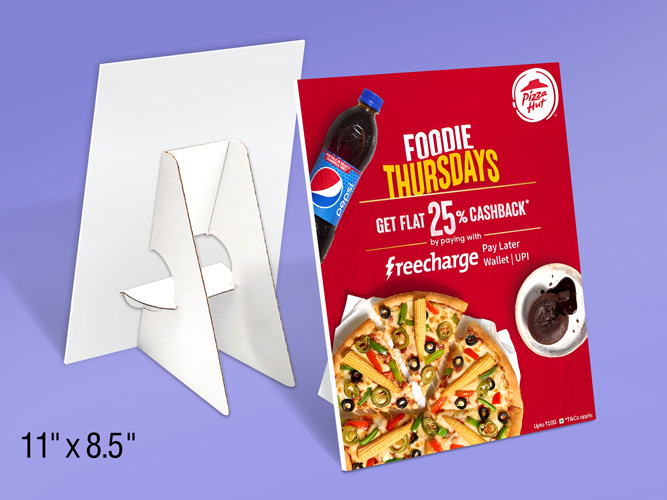 Pizza
Hut
FOODIE
THURSDAYS
GET FLAT 25% CASHBACK*
by paying with
freecharge Pay Later
Wallet | UPI
pepsi
Upto ₹100. *T&Cs apply.
11" x 8.5"